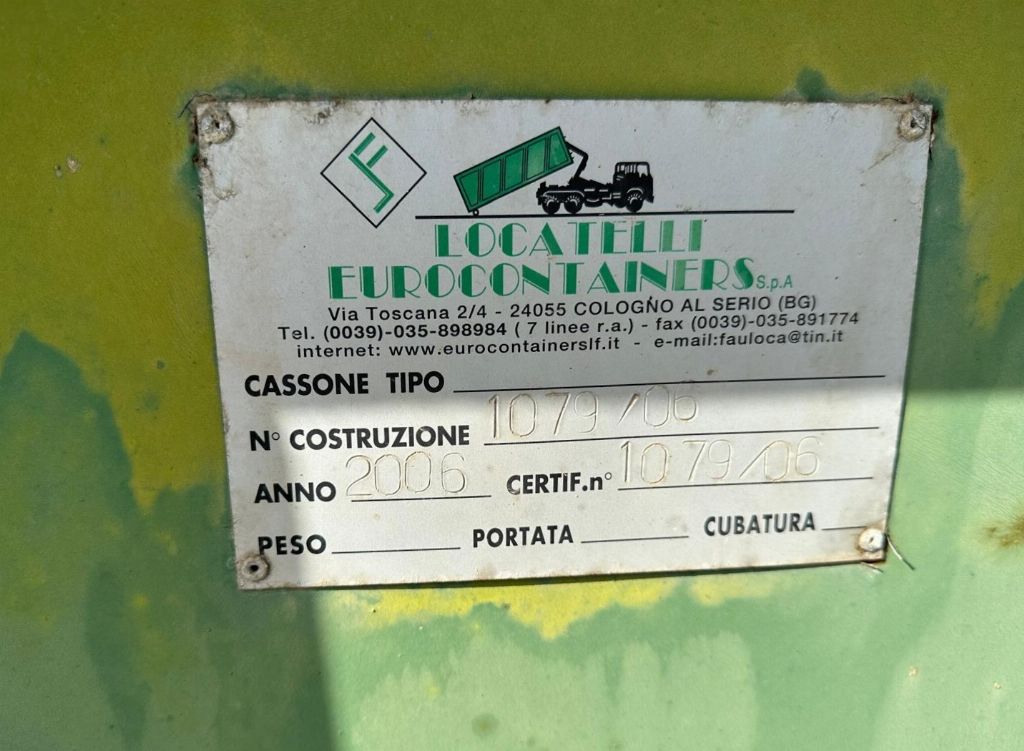 LF
LOCATELLI
EUROCONTAINERS S.p.A
Via Toscana 2/4 - 24055 COLOGNO AL SERIO (BG)
Tel. (0039)-035-898984 ( 7 linee r.a.) - fax (0039)-035-891774
internet: www.eurocontainerslf.it - e-mail:fauloca@tin.it
CASSONE TIPO
N° COSTRUZIONE 1079/06
ANNO 2006 CERTIF.n° 1079/06
PESO PORTATA CUBATURA